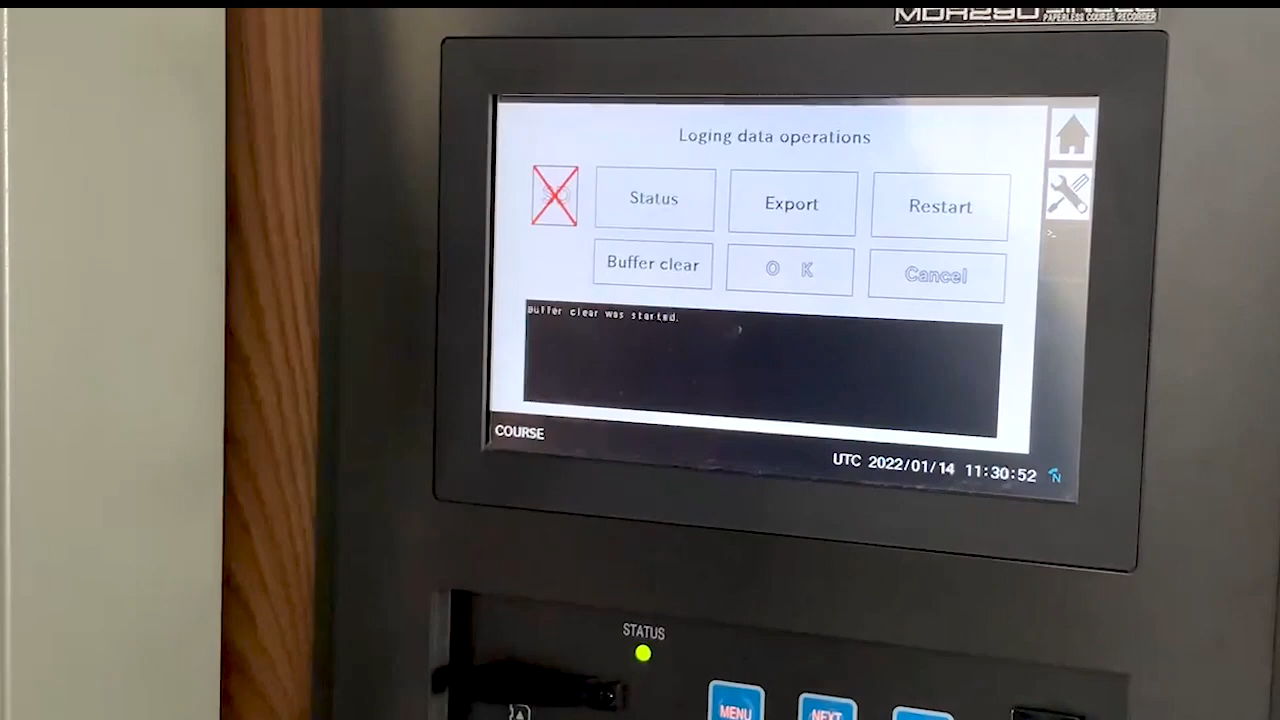 PAPERLESS COURSE RECORDER
Loging data operations
SD
Status
Export
Restart
Buffer clear
O K
Cancel
Buffer clear was started.
COURSE
UTC 2022/01/14 11:30:52
N
STATUS
MENU
NEXT